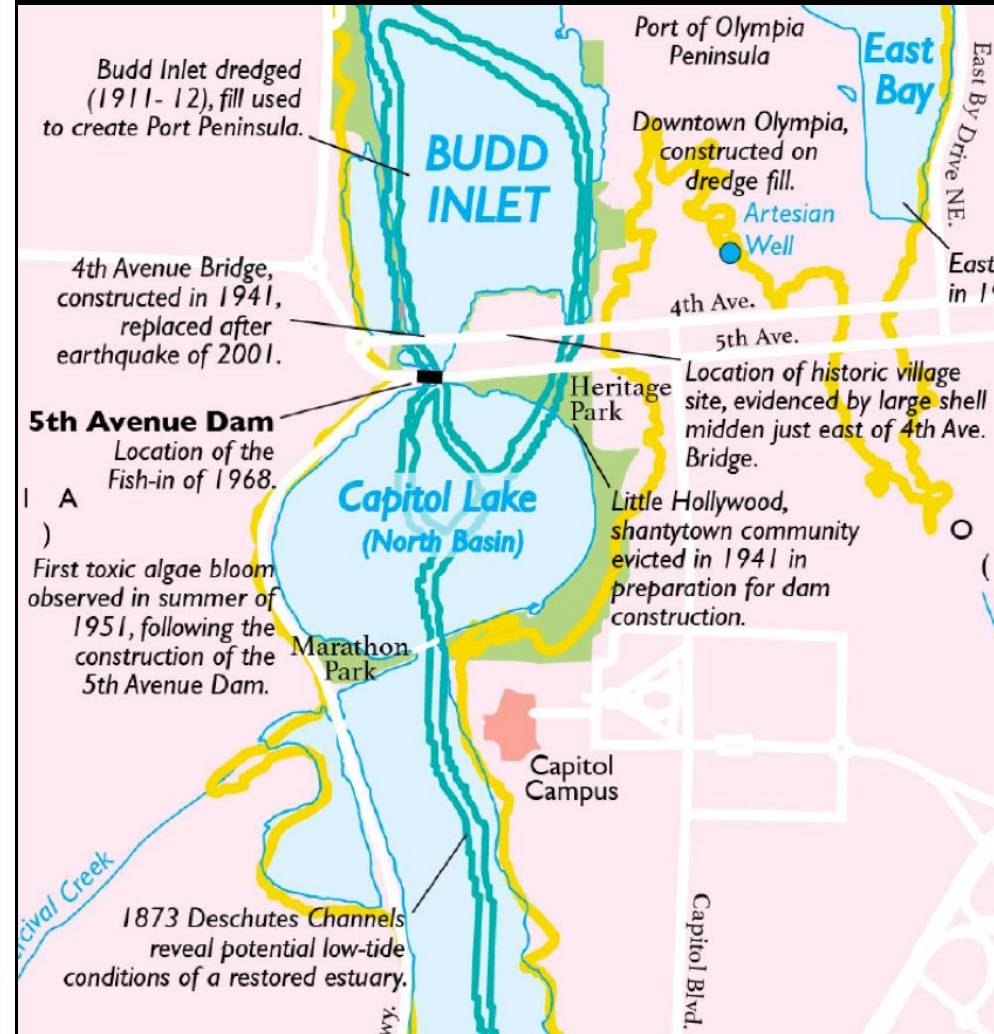 Port of Olympia
Peninsula
East
Bay
East By Drive NE.
Budd Inlet dredged
(1911- 12), fill used
to create Port Peninsula.
BUDD
INLET
Downtown Olympia,
constructed on
dredge fill.
Artesian
Well
4th Avenue Bridge,
constructed in 1941,
replaced after
earthquake of 2001.
East
in 19
4th Ave.
5th Ave.
Location of historic village
site, evidenced by large shell
midden just east of 4th Ave.
Bridge.
Heritage
Park
5th Avenue Dam
Location of the
Fish-in of 1968.
I A
)
Capitol Lake
(North Basin)
Little Hollywood,
shantytown community
evicted in 1941 in
preparation for dam
construction.
O
(
First toxic algae bloom
observed in summer of
1951, following the
construction of the
5th Avenue Dam.
Marathon
Park
Capitol
Campus
rcival Creek
1873 Deschutes Channels
reveal potential low-tide
conditions of a restored estuary.
Capitol Blvd.
wy.